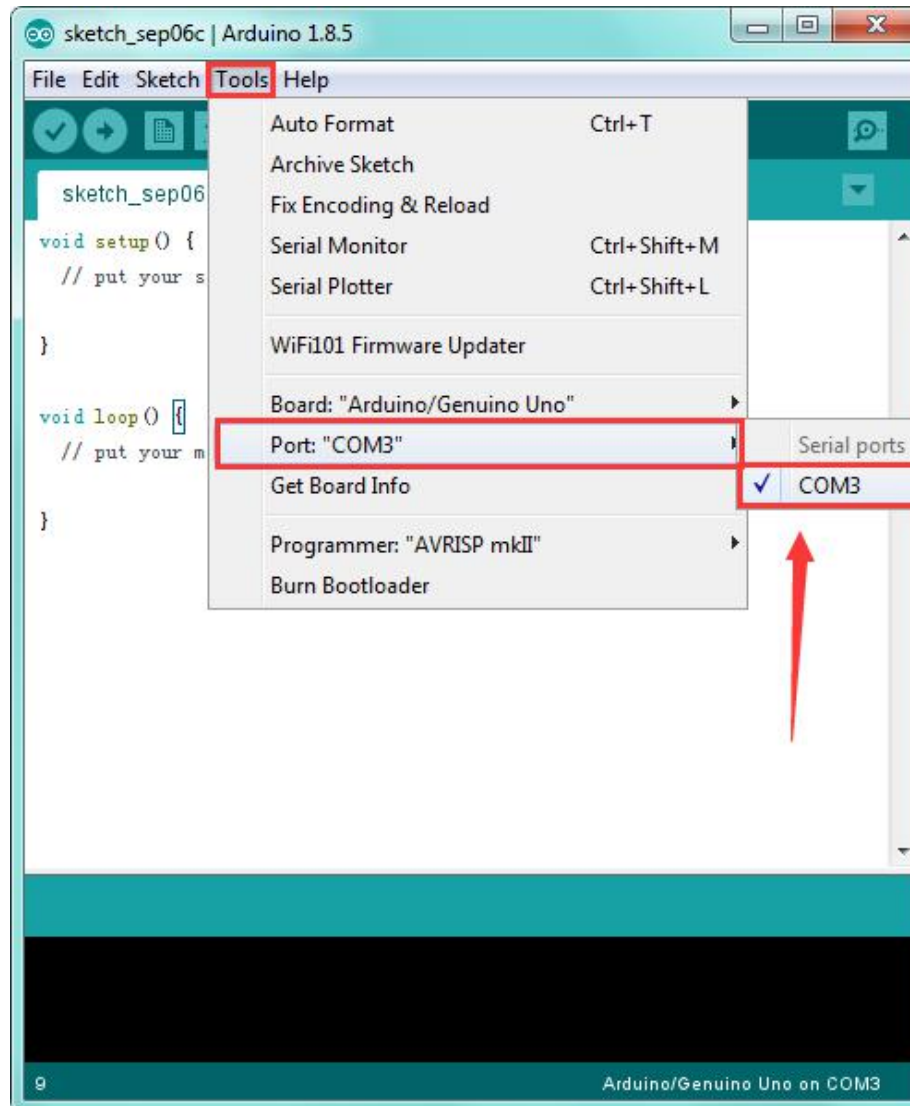 sketch_sep06c | Arduino 1.8.5
File Edit Sketch Tools Help
Auto Format Ctrl+T
Archive Sketch
sketch_sep06
Fix Encoding & Reload
void setup() {
Serial Monitor Ctrl+Shift+M
// put your s
Serial Plotter Ctrl+Shift+L
}
WiFi101 Firmware Updater
Board: "Arduino/Genuino Uno"
void loop() {
Port: "COM3" Serial ports
// put your m
Get Board Info COM3
}
Programmer: "AVRISP mkII"
Burn Bootloader
9 Arduino/Genuino Uno on COM3